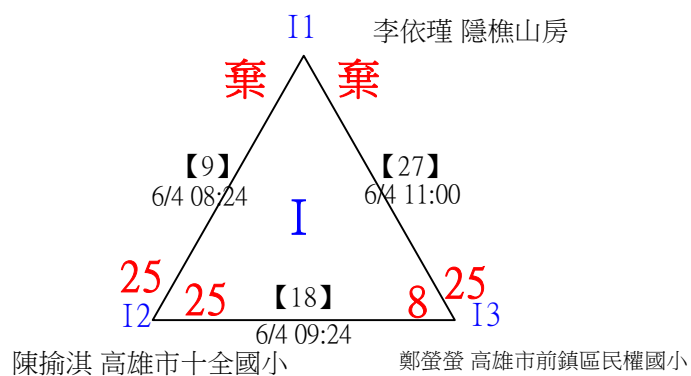 I1 李依瑾 隱樵山房
棄 棄
【9】 【27】
6/4 08:24 6/4 11:00
I
25 25 【18】 8 25
I2 I3
6/4 09:24
陳揄淇 高雄市十全國小 鄭螢螢 高雄市前鎮區民權國小